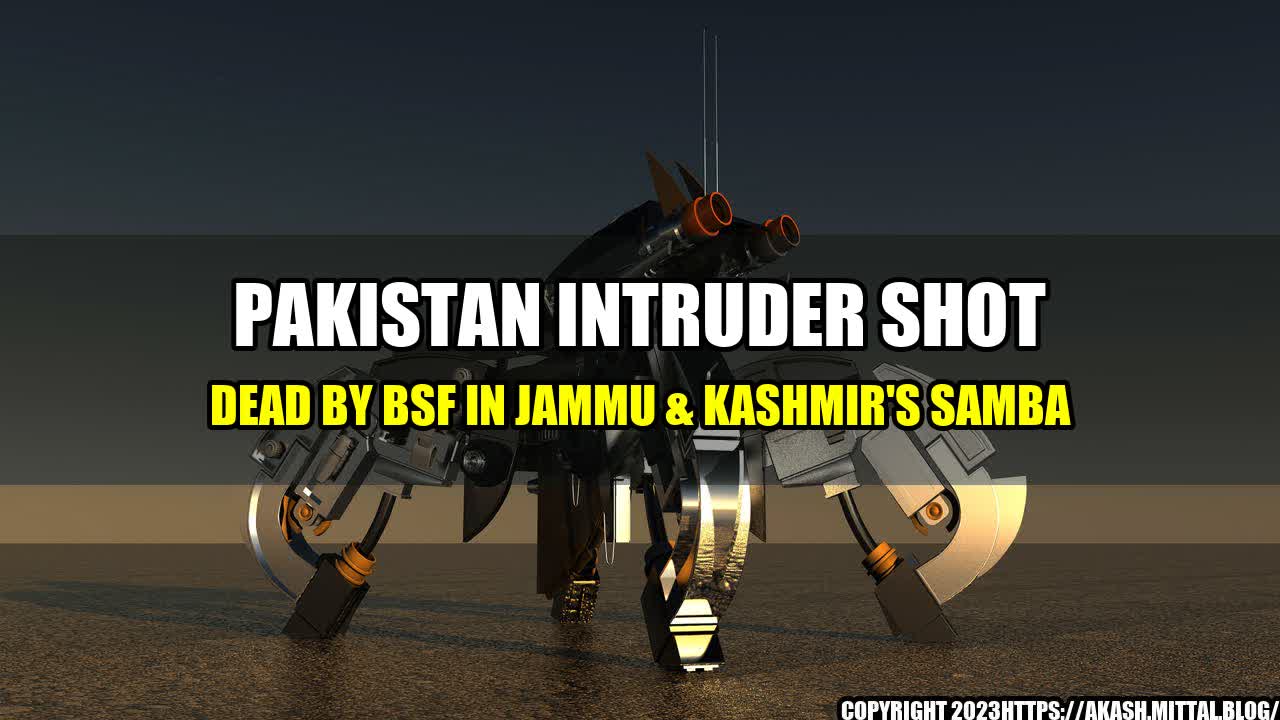 PAKISTAN INTRUDER SHOT
DEAD BY BSF IN JAMMU & KASHMIR'S SAMBA
COPYRIGHT 2023HTTPS://AKASH.MITTAL.BLOG/